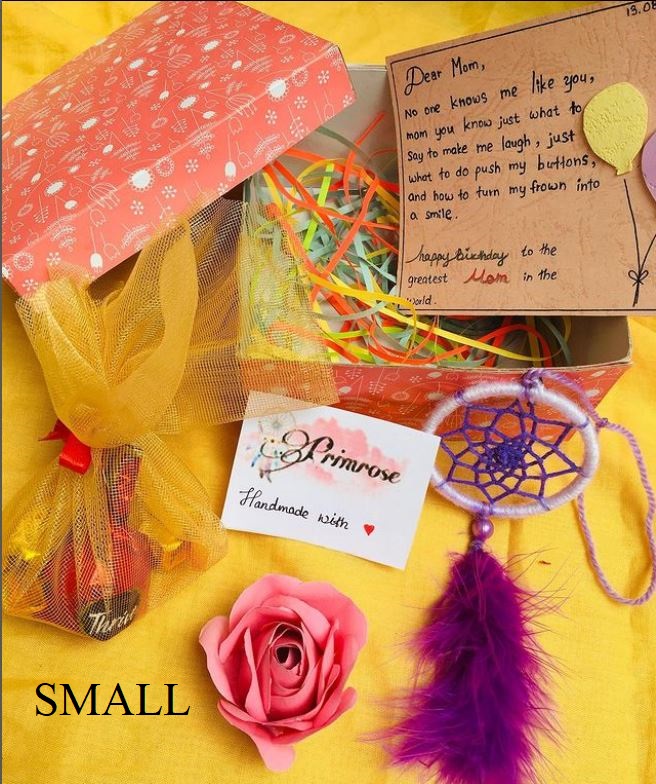 13.08
Dear Mom,
No one knows me like you,
mom you know just what to
say to make me laugh, just
what to do push my buttons,
and how to turn my frown into
a smile.
happy birthday to the
greatest Mom in the
world.
Primrose
Handmade with
SMALL